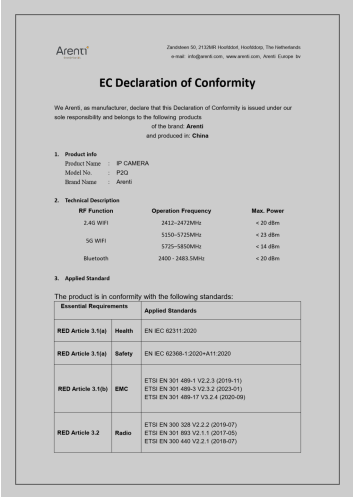 Arenti
Zandsteen 50, 2132MR Hoofddorf, Hoofddorp, The Netherlands
e-mail: info@arenti.com, www.arenti.com, Arenti Europe bv
EC Declaration of Conformity
We Arenti, as manufacturer, declare that this Declaration of Conformity is issued under our
sole responsibility and belongs to the following products
of the brand: Arenti
and produced in: China
1. Product info
Product Name : IP CAMERA
Model No. : P2Q
Brand Name : Arenti
2. Technical Description
RF Function Operation Frequency Max. Power
2.4G WIFI 2412–2472MHz < 20 dBm
5G WIFI 5150–5725MHz < 23 dBm
5725–5850MHz < 14 dBm
Bluetooth 2400 - 2483.5MHz < 20 dBm
3. Applied Standard
The product is in conformity with the following standards:
Essential Requirements Applied Standards
RED Article 3.1(a) Health EN IEC 62311:2020
RED Article 3.1(a) Safety EN IEC 62368-1:2020+A11:2020
RED Article 3.1(b) EMC ETSI EN 301 489-1 V2.2.3 (2019-11)
ETSI EN 301 489-3 V2.3.2 (2023-01)
ETSI EN 301 489-17 V3.2.4 (2020-09)
RED Article 3.2 Radio ETSI EN 300 328 V2.2.2 (2019-07)
ETSI EN 301 893 V2.1.1 (2017-05)
ETSI EN 300 440 V2.2.1 (2018-07)